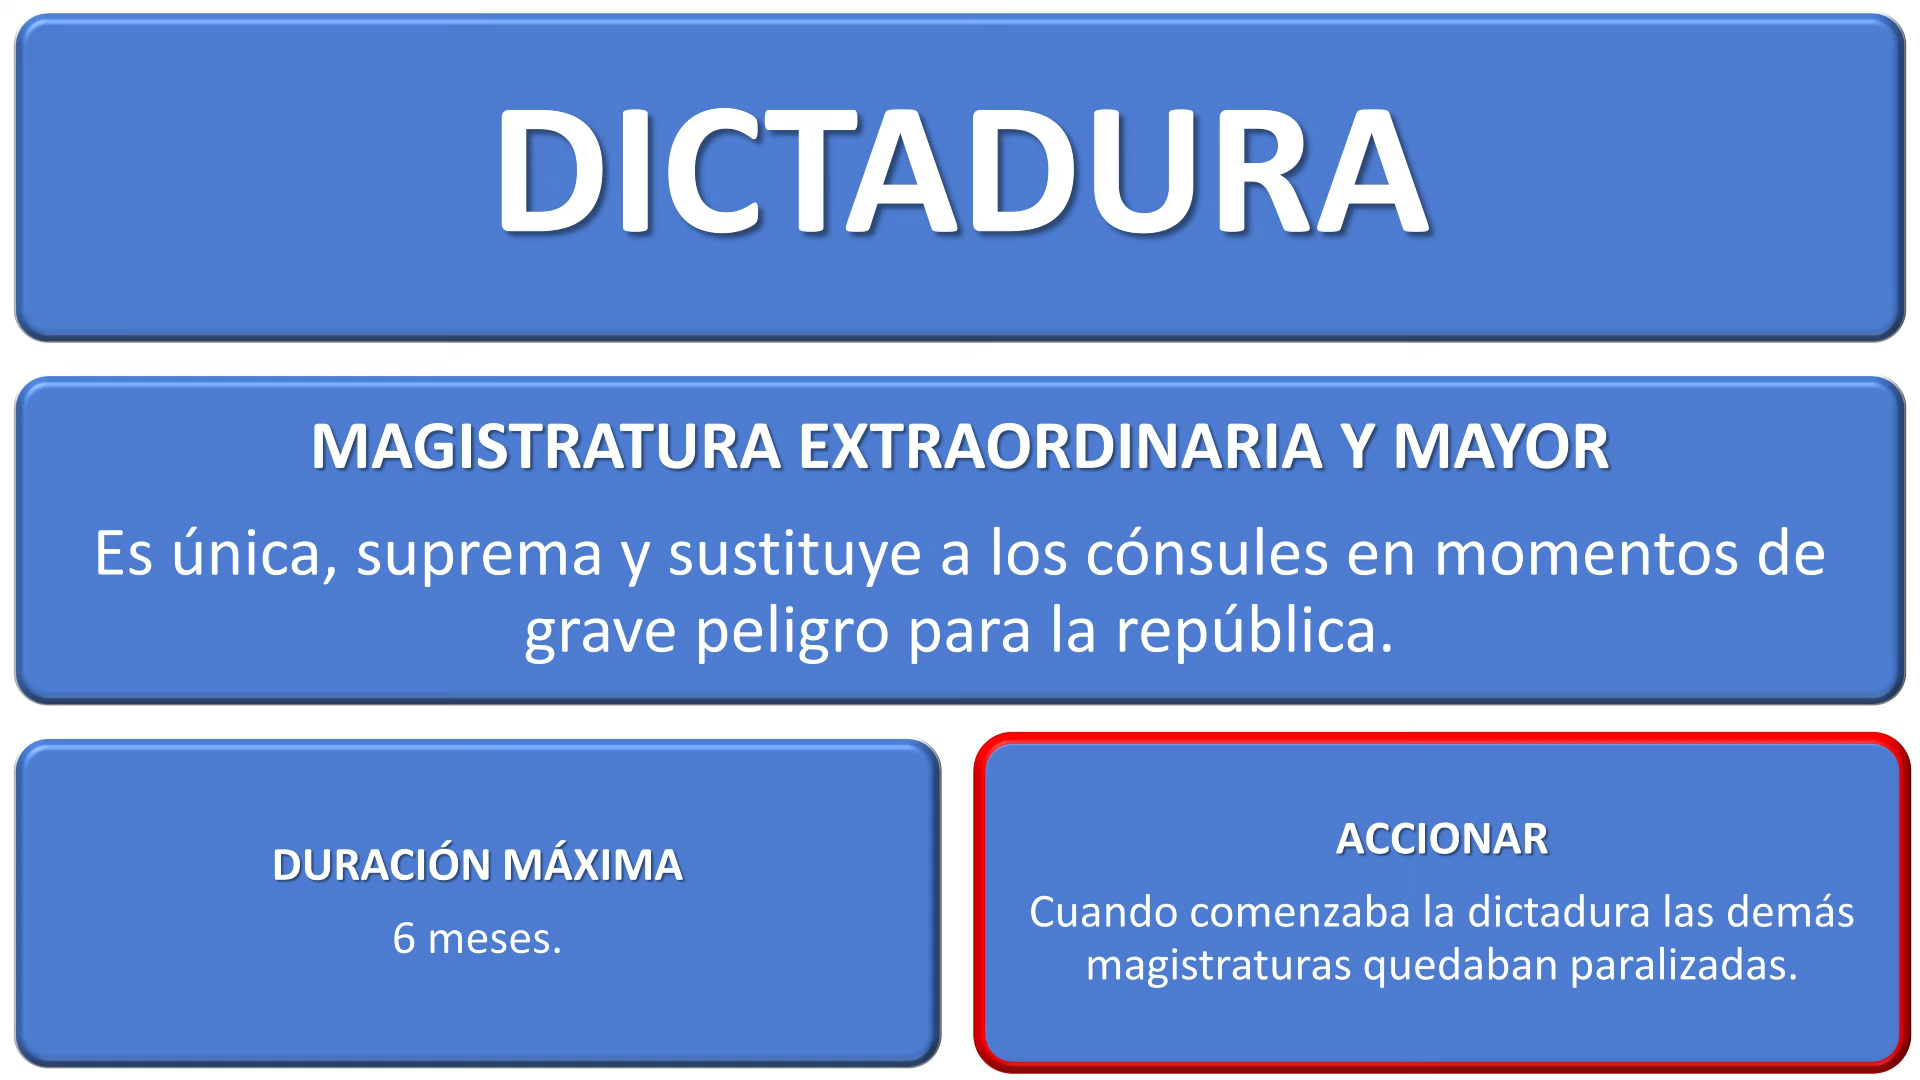 DICTADURA
MAGISTRATURA EXTRAORDINARIA Y MAYOR
Es única, suprema y sustituye a los cónsules en momentos de
grave peligro para la república.
DURACIÓN MÁXIMA
6 meses.
ACCIONAR
Cuando comenzaba la dictadura las demás
magistraturas quedaban paralizadas.